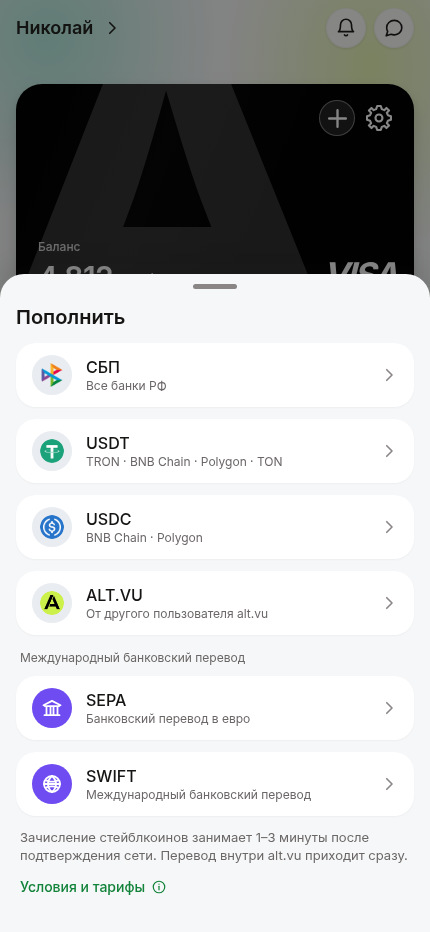 Николай
Баланс
VISA
Пополнить
СБП
Все банки РФ
USDT
TRON · BNB Chain · Polygon · TON
USDC
BNB Chain · Polygon
ALT.VU
От другого пользователя alt.vu
Международный банковский перевод
SEPA
Банковский перевод в евро
SWIFT
Международный банковский перевод
Зачисление стейблкоинов занимает 1–3 минуты после
подтверждения сети. Перевод внутри alt.vu приходит сразу.
Условия и тарифы